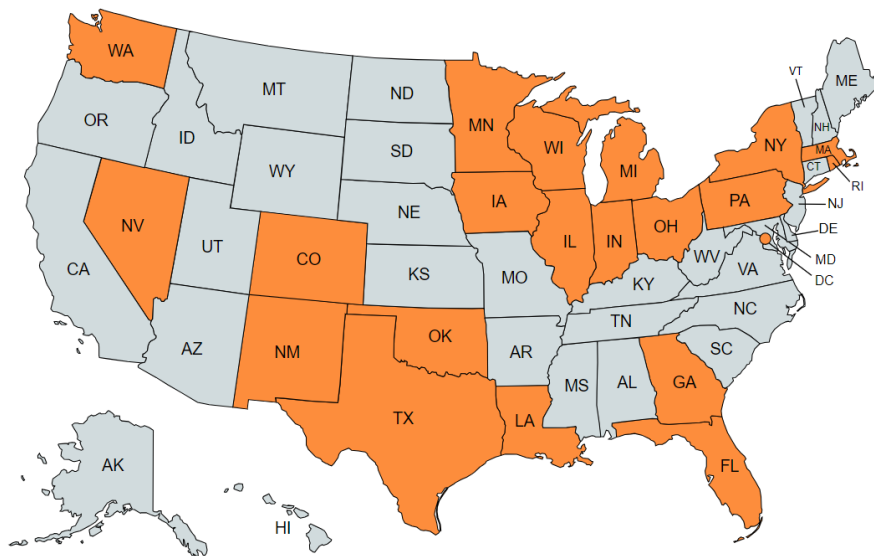 WA
MT
ND
MN
VT
ME
OR
ID
SD
WI
NH
NY
MA
WY
MI
CT
RI
NE
IA
PA
NJ
NV
UT
IL
IN
OH
DE
CO
WV
MD
CA
KS
MO
KY
VA
DC
NC
TN
AZ
NM
OK
AR
SC
MS
AL
GA
TX
LA
AK
FL
HI